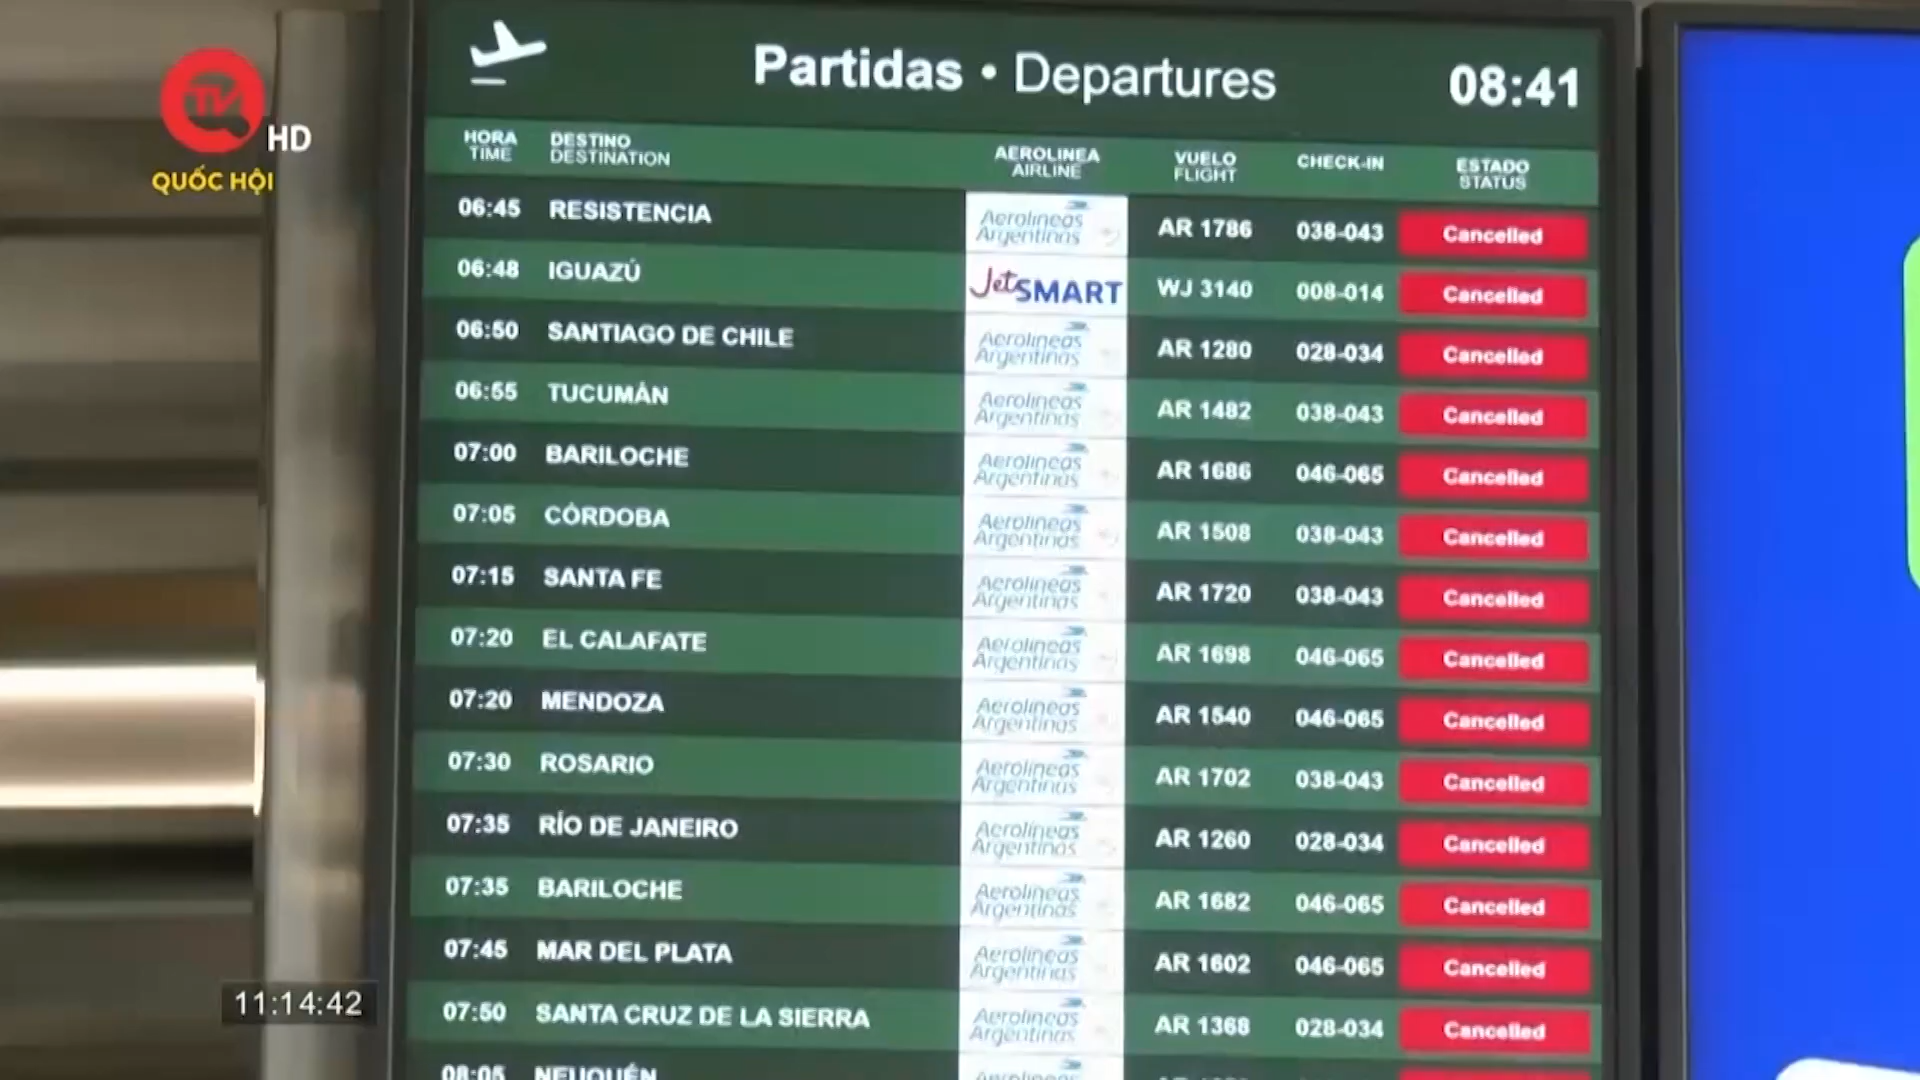 Partidas • Departures 08:41
TV HD
QUỐC HỘI
HORA DESTINO AEROLINEA VUELO CHECK-IN ESTADO
TIME DESTINATION AIRLINE FLIGHT STATUS
06:45 RESISTENCIA Aerolineas Argentinas AR 1786 038-043 Cancelled
06:48 IGUAZÚ JetSMART WJ 3140 008-014 Cancelled
06:50 SANTIAGO DE CHILE Aerolineas Argentinas AR 1280 028-034 Cancelled
06:55 TUCUMÁN Aerolineas Argentinas AR 1482 038-043 Cancelled
07:00 BARILOCHE Aerolineas Argentinas AR 1686 046-065 Cancelled
07:05 CÓRDOBA Aerolineas Argentinas AR 1508 038-043 Cancelled
07:15 SANTA FE Aerolineas Argentinas AR 1720 038-043 Cancelled
07:20 EL CALAFATE Aerolineas Argentinas AR 1698 046-065 Cancelled
07:20 MENDOZA Aerolineas Argentinas AR 1540 046-065 Cancelled
07:30 ROSARIO Aerolineas Argentinas AR 1702 038-043 Cancelled
07:35 RÍO DE JANEIRO Aerolineas Argentinas AR 1260 028-034 Cancelled
07:35 BARILOCHE Aerolineas Argentinas AR 1682 046-065 Cancelled
07:45 MAR DEL PLATA Aerolineas Argentinas AR 1602 046-065 Cancelled
07:50 SANTA CRUZ DE LA SIERRA Aerolineas Argentinas AR 1368 028-034 Cancelled
08:05 NEUQUÉN Aerolineas
11:14:42